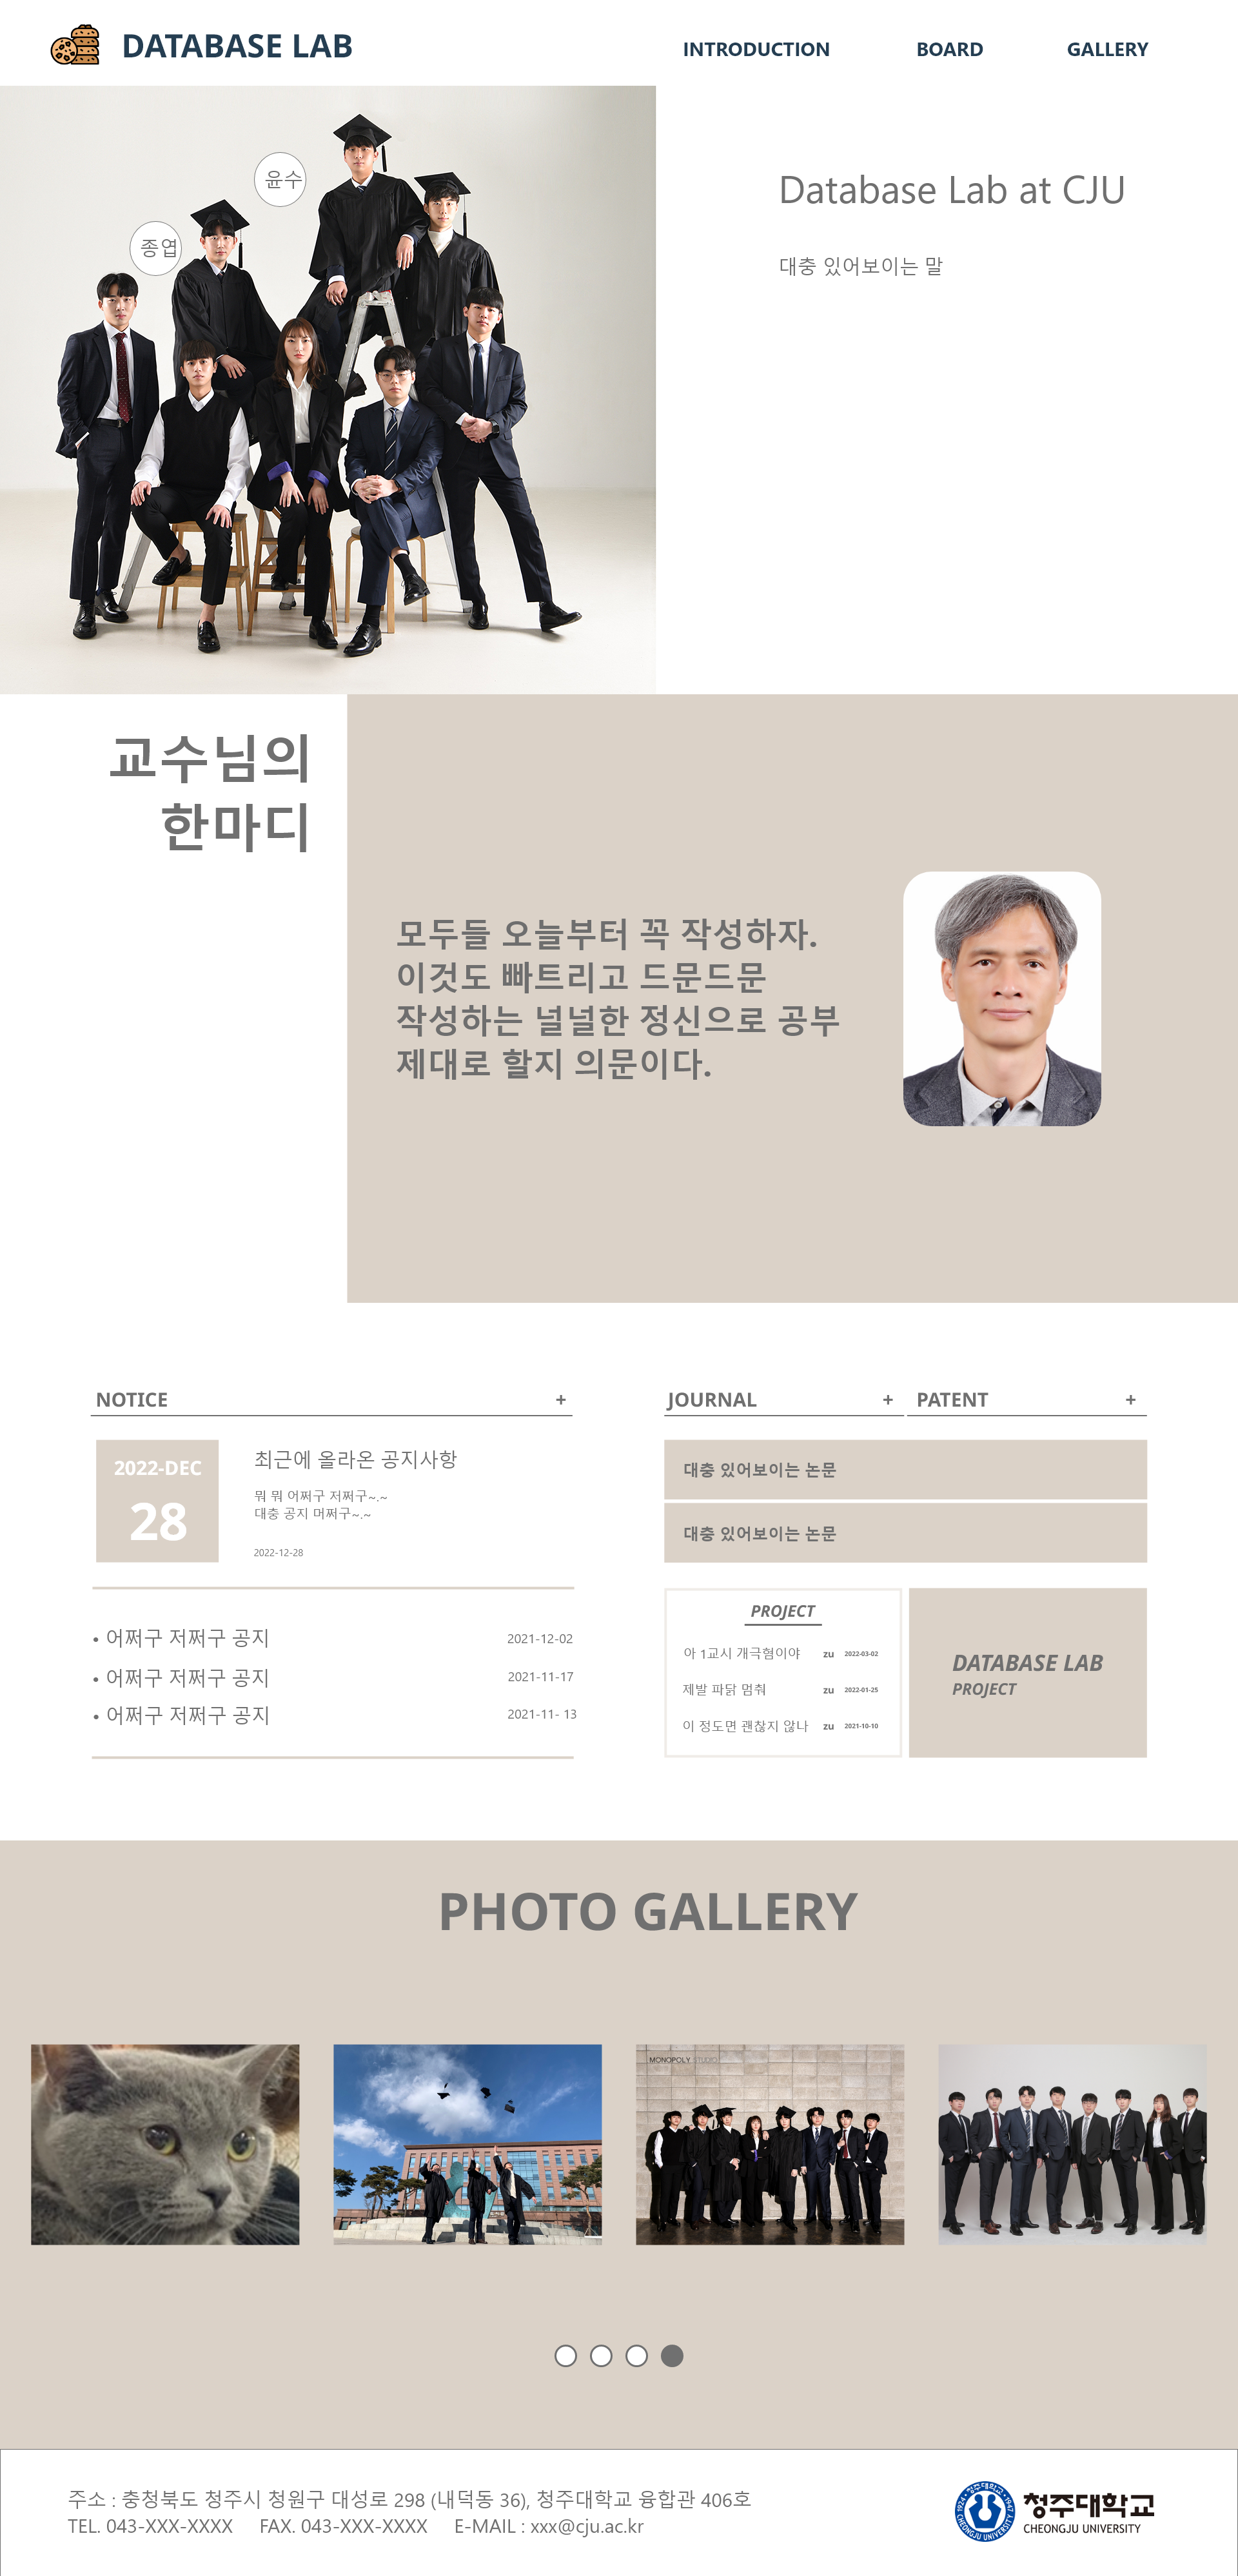 DATABASE LAB
INTRODUCTION
BOARD
GALLERY
윤수
종엽
Database Lab at CJU
대충 있어보이는 말
교수님의
한마디
모두들 오늘부터 꼭 작성하자.
이것도 빠트리고 드문드문
작성하는 널널한 정신으로 공부
제대로 할지 의문이다.
NOTICE +
2022-DEC
28
최근에 올라온 공지사항
뭐 뭐 어쩌구 저쩌구~.~
대충 공지 머쩌구~.~
2022-12-28
• 어쩌구 저쩌구 공지 2021-12-02
• 어쩌구 저쩌구 공지 2021-11-17
• 어쩌구 저쩌구 공지 2021-11- 13
JOURNAL +
PATENT +
대충 있어보이는 논문
대충 있어보이는 논문
PROJECT
아 1교시 개극혐이야 zu 2022-03-02
제발 파닭 멈춰 zu 2022-01-25
이 정도면 괜찮지 않나 zu 2021-10-10
DATABASE LAB
PROJECT
PHOTO GALLERY
MONOPOLY STUDIO
주소 : 충청북도 청주시 청원구 대성로 298 (내덕동 36), 청주대학교 융합관 406호
TEL. 043-XXX-XXXX FAX. 043-XXX-XXXX E-MAIL : xxx@cju.ac.kr
청주대학교
1924
1947
CHEONGJU UNIVERSITY
청주대학교
CHEONGJU UNIVERSITY